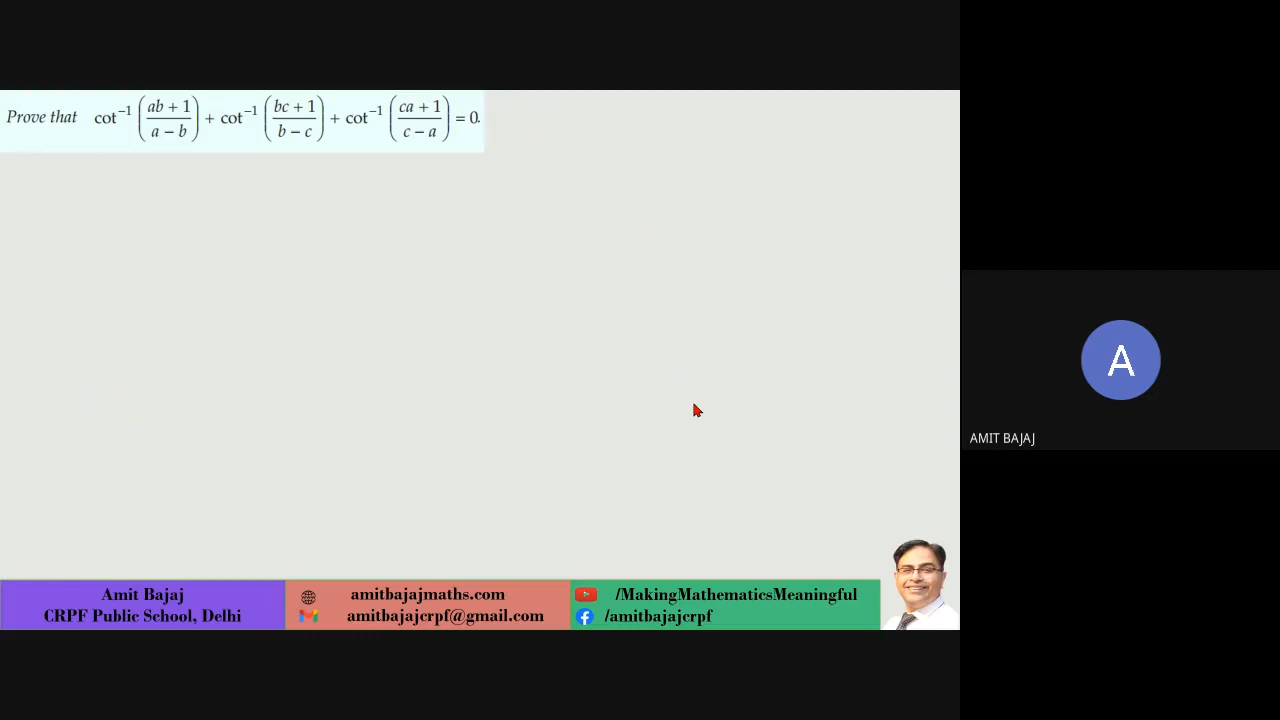 Prove that cot⁻¹ ((ab + 1)/(a − b)) + cot⁻¹ ((bc + 1)/(b − c)) + cot⁻¹ ((ca + 1)/(c − a)) = 0.
A
AMIT BAJAJ
Amit Bajaj
CRPF Public School, Delhi
amitbajajmaths.com
amitbajajcrpf@gmail.com
/MakingMathematicsMeaningful
/amitbajajcrpf